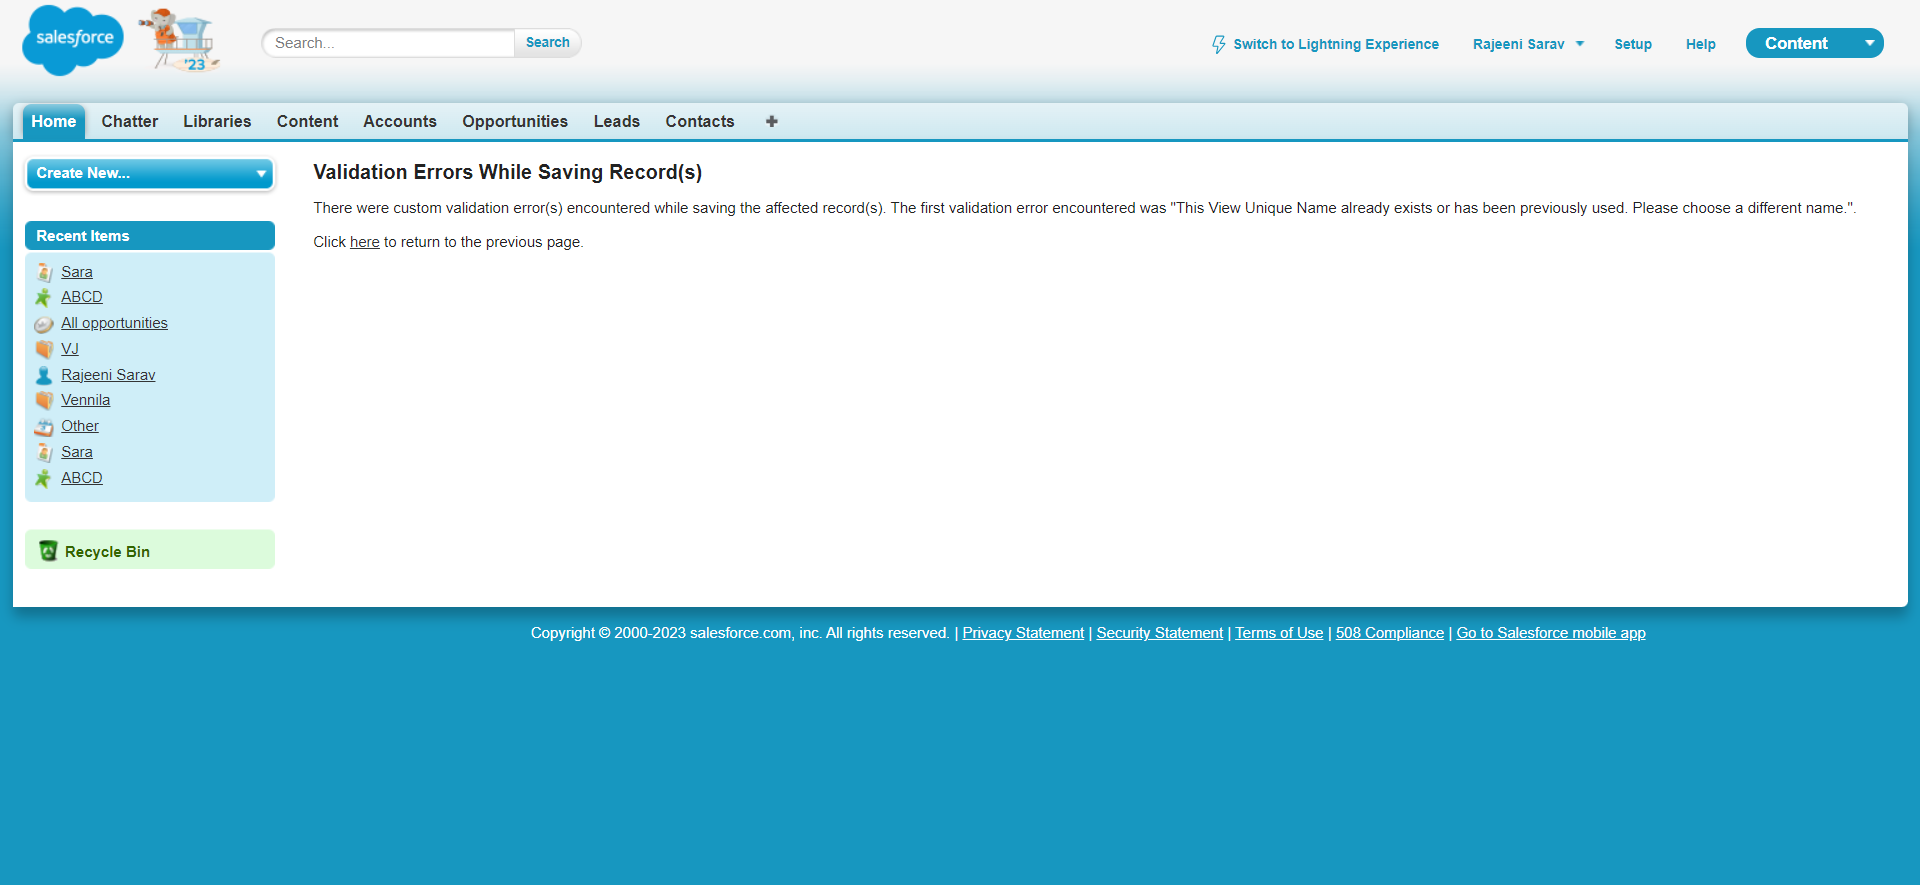 salesforce
'23
Search...
Search
Switch to Lightning Experience
Rajeeni Sarav
Setup
Help
Content
Home
Chatter
Libraries
Content
Accounts
Opportunities
Leads
Contacts
Create New...
Recent Items
Sara
ABCD
All opportunities
VJ
Rajeeni Sarav
Vennila
Other
Sara
ABCD
Recycle Bin
Validation Errors While Saving Record(s)
There were custom validation error(s) encountered while saving the affected record(s). The first validation error encountered was "This View Unique Name already exists or has been previously used. Please choose a different name.".
Click here to return to the previous page.
Copyright © 2000-2023 salesforce.com, inc. All rights reserved. | Privacy Statement | Security Statement | Terms of Use | 508 Compliance | Go to Salesforce mobile app